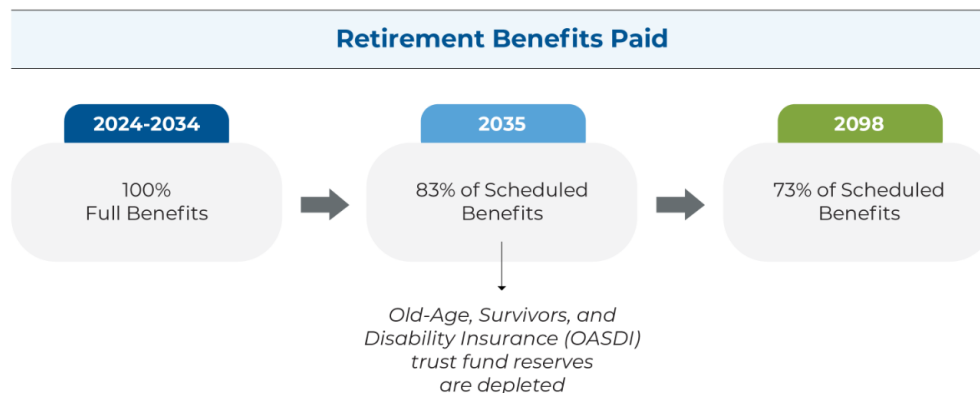 Retirement Benefits Paid
2024-2034
100%
Full Benefits
2035
83% of Scheduled
Benefits
Old-Age, Survivors, and
Disability Insurance (OASDI)
trust fund reserves
are depleted
2098
73% of Scheduled
Benefits